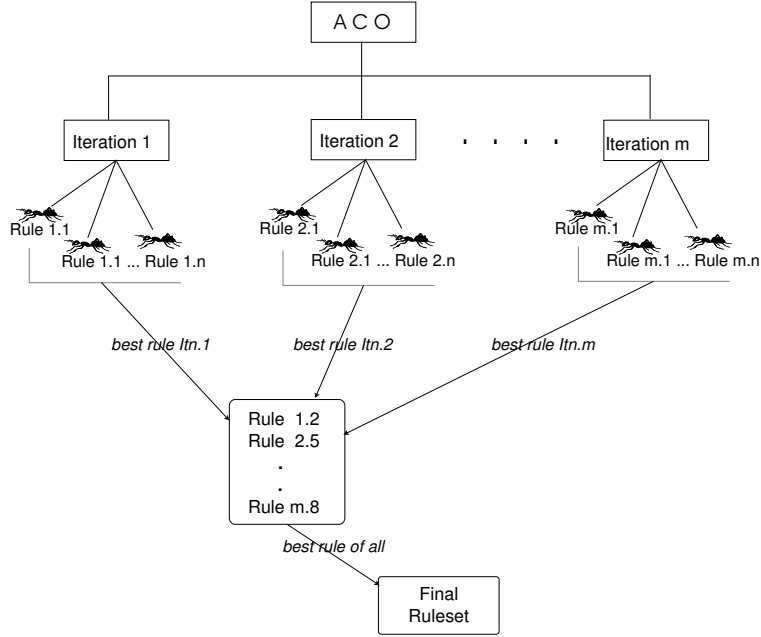 A C O
Iteration 1
Iteration 2
. . . .
Iteration m
Rule 1.1
Rule 1.1 ... Rule 1.n
Rule 2.1
Rule 2.1 ... Rule 2.n
Rule m.1
Rule m.1 ... Rule m.n
best rule Itn.1
best rule Itn.2
best rule Itn.m
Rule 1.2
Rule 2.5
.
.
Rule m.8
best rule of all
Final
Ruleset